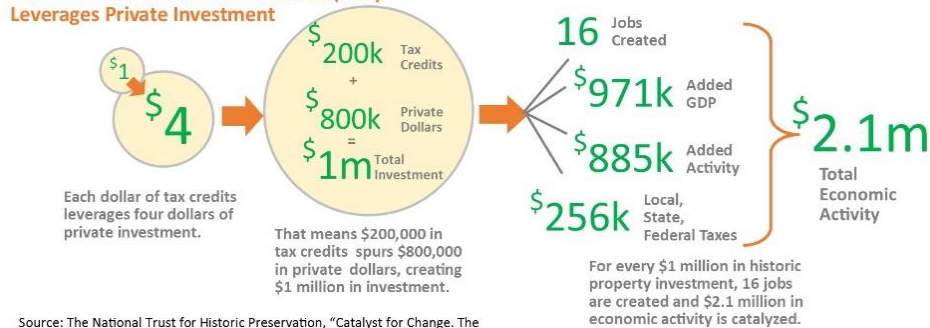 Leverages Private Investment
$1
$4
Each dollar of tax credits
leverages four dollars of
private investment.
$200k Tax Credits
+
$800k Private Dollars
=
$1m Total Investment
That means $200,000 in
tax credits spurs $800,000
in private dollars, creating
$1 million in investment.
16 Jobs Created
$971k Added GDP
$885k Added Activity
$256k Local, State, Federal Taxes
$2.1m
Total
Economic
Activity
For every $1 million in historic
property investment, 16 jobs
are created and $2.1 million in
economic activity is catalyzed.
Source: The National Trust for Historic Preservation, “Catalyst for Change. The